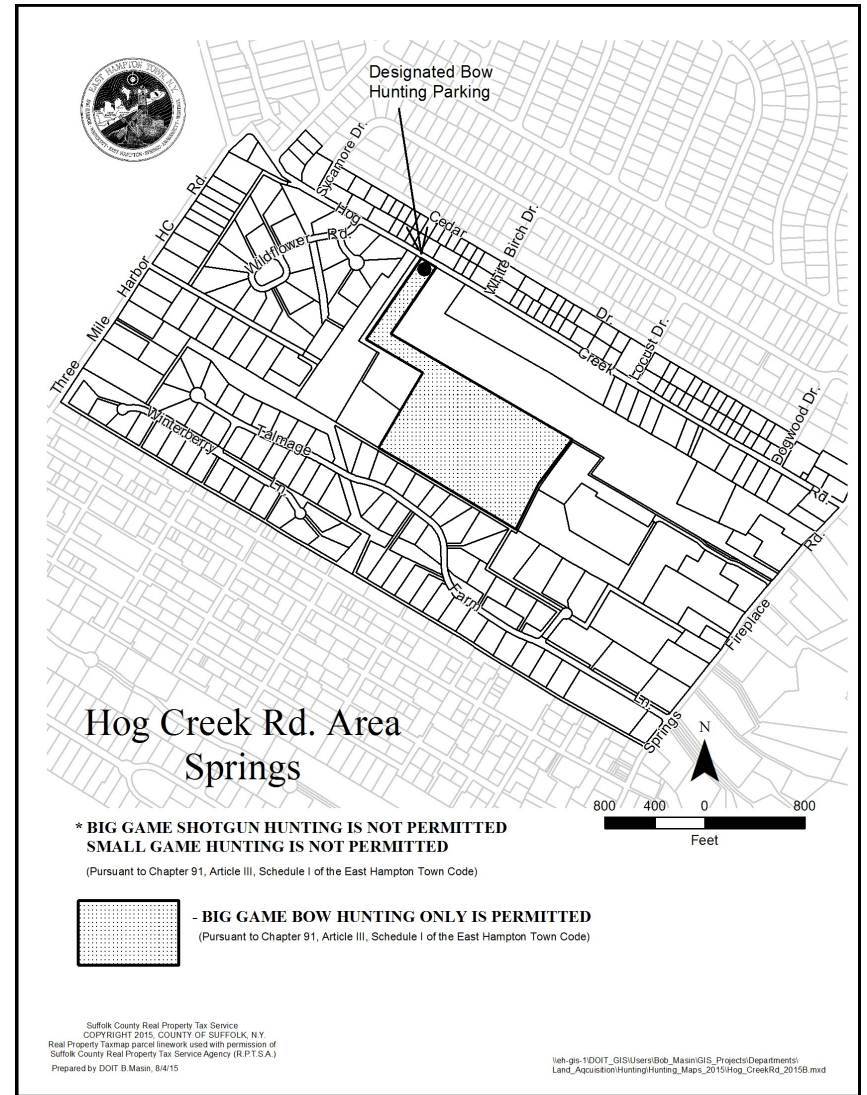 EAST HAMPTON TOWN, N.Y.
Designated Bow
Hunting Parking
Sycamore Dr.
Hog
Cedar
White Birch Dr.
Wildflower Rd.
Three Mile Harbor HC Rd.
Dr.
Creek
Locust Dr.
Dogwood Dr.
Rd.
Talmage
Winterberry
Ln.
Farm
Ln.
Springs
Fireplace
Rd.
Hog Creek Rd. Area
Springs
N
800 400 0 800
Feet
* BIG GAME SHOTGUN HUNTING IS NOT PERMITTED
SMALL GAME HUNTING IS NOT PERMITTED
(Pursuant to Chapter 91, Article III, Schedule I of the East Hampton Town Code)
- BIG GAME BOW HUNTING ONLY IS PERMITTED
(Pursuant to Chapter 91, Article III, Schedule I of the East Hampton Town Code)
Suffolk County Real Property Tax Service
COPYRIGHT 2015, COUNTY OF SUFFOLK, N.Y.
Real Property Taxmap parcel linework used with permission of
Suffolk County Real Property Tax Service Agency (R.P.T.S.A.)
Prepared by DOIT B.Masin, 8/4/15
\\eh-gis-1\DOIT_GIS\Users\Bob_Masin\GIS_Projects\Departments\
Land_Aqcuisition\Hunting\Hunting_Maps_2015\Hog_CreekRd_2015B.mxd